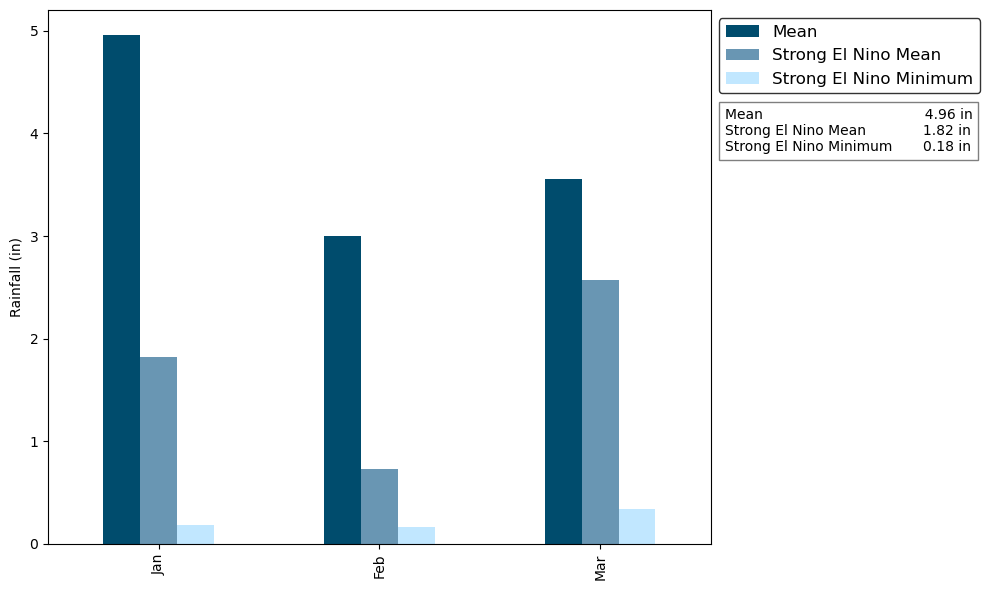 Mean
Strong El Nino Mean
Strong El Nino Minimum
Mean 4.96 in
Strong El Nino Mean 1.82 in
Strong El Nino Minimum 0.18 in
Rainfall (in)
5
4
3
2
1
0
Jan
Feb
Mar